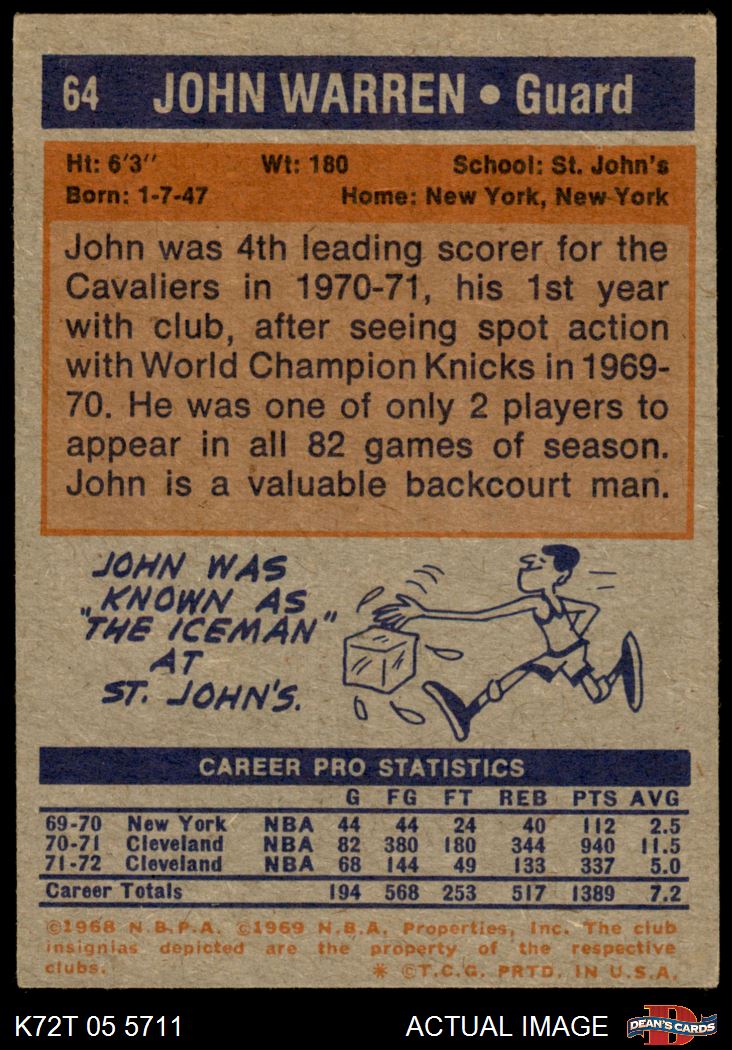 64 JOHN WARREN • Guard
Ht: 6'3" Wt: 180 School: St. John's
Born: 1-7-47 Home: New York, New York
John was 4th leading scorer for the
Cavaliers in 1970-71, his 1st year
with club, after seeing spot action
with World Champion Knicks in 1969-
70. He was one of only 2 players to
appear in all 82 games of season.
John is a valuable backcourt man.
JOHN WAS
KNOWN AS
"THE ICEMAN"
AT
ST. JOHN'S.
CAREER PRO STATISTICS
G FG FT REB PTS AVG
69-70 New York NBA 44 44 24 40 112 2.5
70-71 Cleveland NBA 82 380 180 344 940 11.5
71-72 Cleveland NBA 68 144 49 133 337 5.0
Career Totals 194 568 253 517 1389 7.2
©1968 N.B.P.A. ©1969 N.B.A. Properties, Inc. The club
insignias depicted are the property of the respective
clubs. * ©T.C.G. PRTD. IN U.S.A.
K72T 05 5711 ACTUAL IMAGE D DEAN'S CARDS